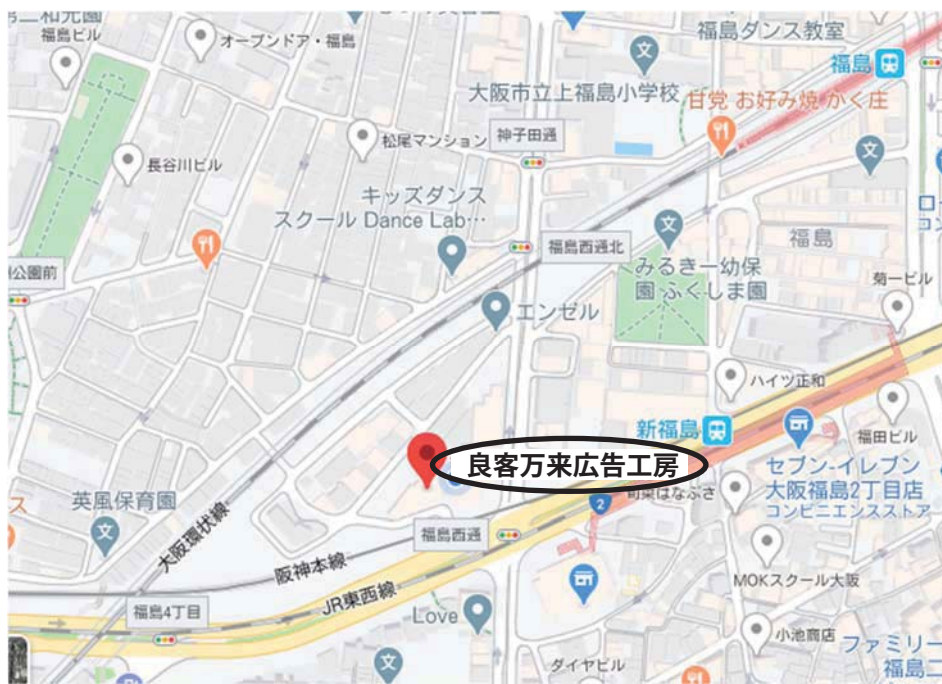 福島ビル
オープンドア・福島
福島ダンス教室
福島
大阪市立上福島小学校
甘党 お好み焼 かく庄
松尾マンション
神子田通
長谷川ビル
キッズダンス
スクール Dance Lab…
福島西通北
福島
みるきー幼保
園 ふくしま園
公園前
菊一ビル
エンゼル
ハイツ正和
新福島
福田ビル
良客万来広告工房
セブン-イレブン
大阪福島2丁目店
コンビニエンスストア
旬菜はなぶさ
2
ス
英風保育園
大阪環状線
福島西通
阪神本線
MOKスクール大阪
JR東西線
福島4丁目
Love
小池商店
ファミリー
ダイヤビル